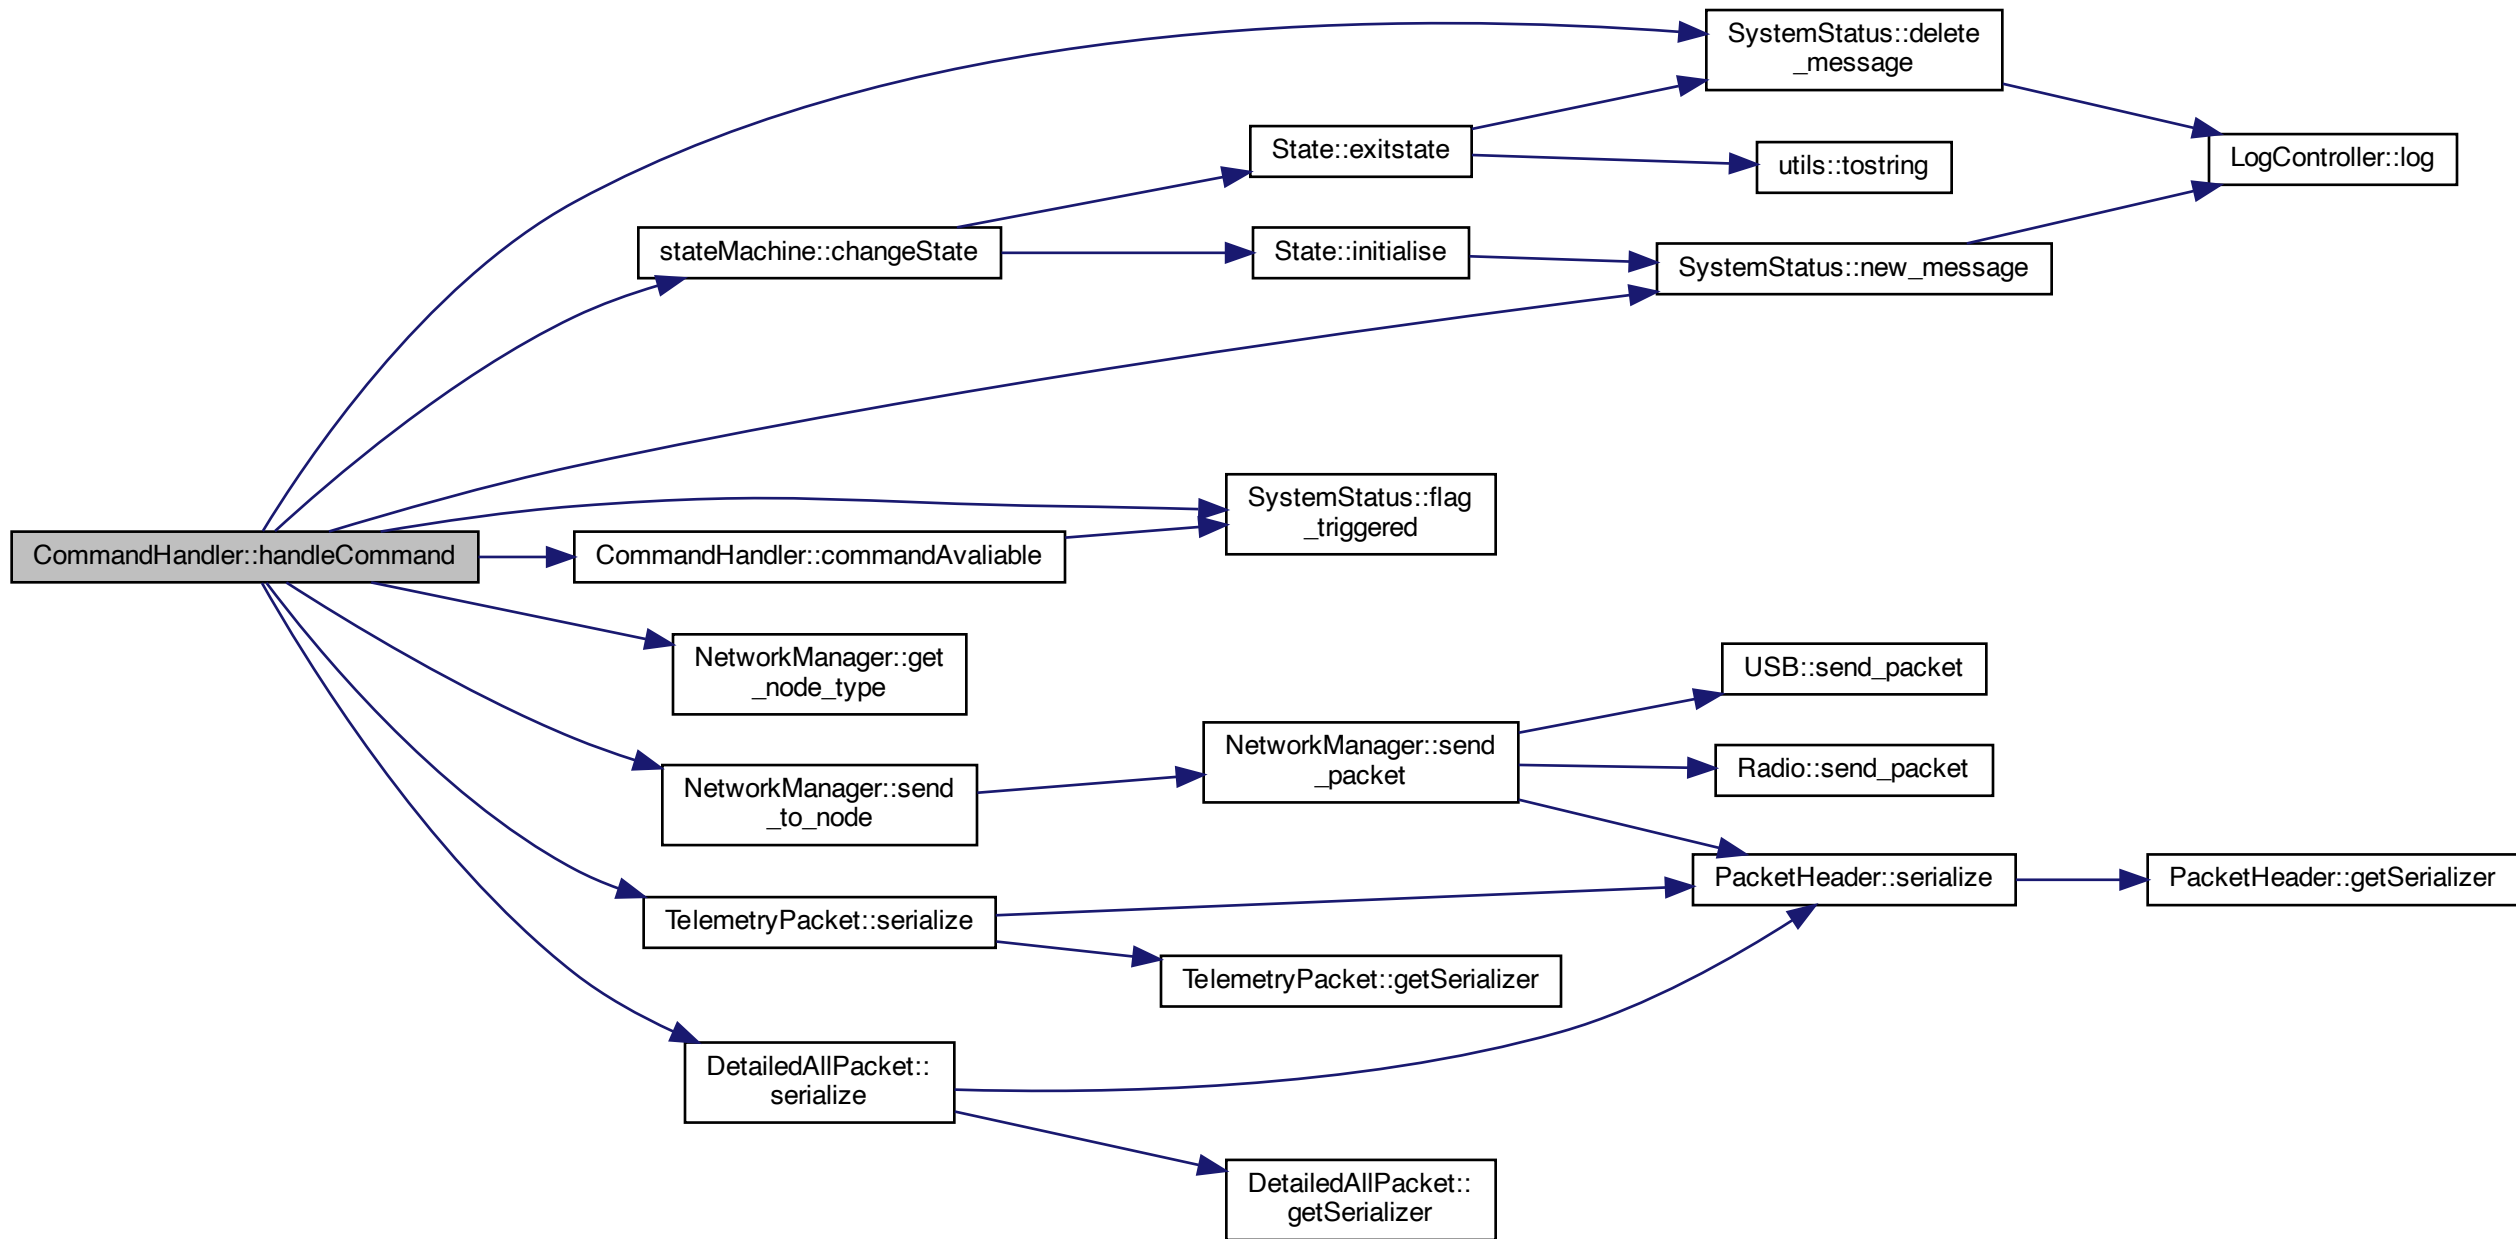 SystemStatus::delete
_message
State::exitstate
utils::tostring
LogController::log
stateMachine::changeState
State::initialise
SystemStatus::new_message
SystemStatus::flag
_triggered
CommandHandler::handleCommand
CommandHandler::commandAvaliable
NetworkManager::get
_node_type
USB::send_packet
NetworkManager::send
_packet
Radio::send_packet
NetworkManager::send
_to_node
PacketHeader::serialize
PacketHeader::getSerializer
TelemetryPacket::serialize
TelemetryPacket::getSerializer
DetailedAllPacket::
serialize
DetailedAllPacket::
getSerializer